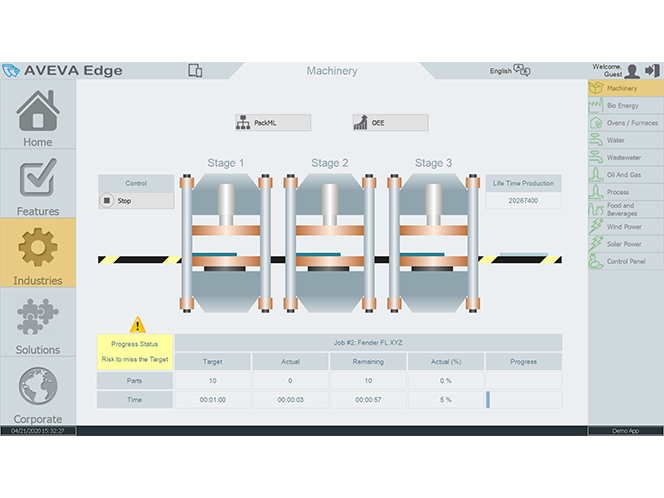 AVEVA Edge
Machinery
English
Welcome,
Guest
Home
Features
Industries
Solutions
Corporate
PackML
OEE
Stage 1
Stage 2
Stage 3
Control
Stop
Life Time Production
20267400
Progress Status
Risk to miss the Target
Job #2: Fender FL XYZ
Target
Actual
Remaining
Actual (%)
Progress
Parts
10
0
10
0 %
Time
00:01:00
00:00:03
00:00:57
5 %
Machinery
Bio Energy
Ovens / Furnaces
Water
Wastewater
Oil And Gas
Process
Food and
Beverages
Wind Power
Solar Power
Control Panel
04/21/2020 15:32:27
Demo App